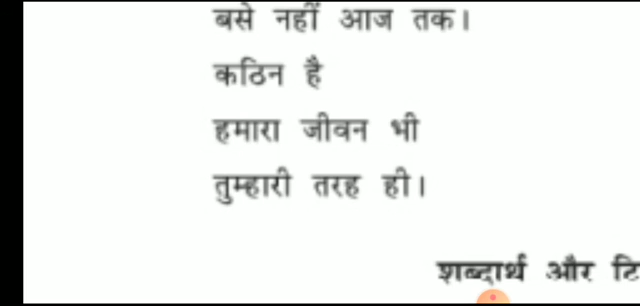 बसे नहीं आज तक।
कठिन है
हमारा जीवन भी
तुम्हारी तरह ही।
शब्दार्थ और